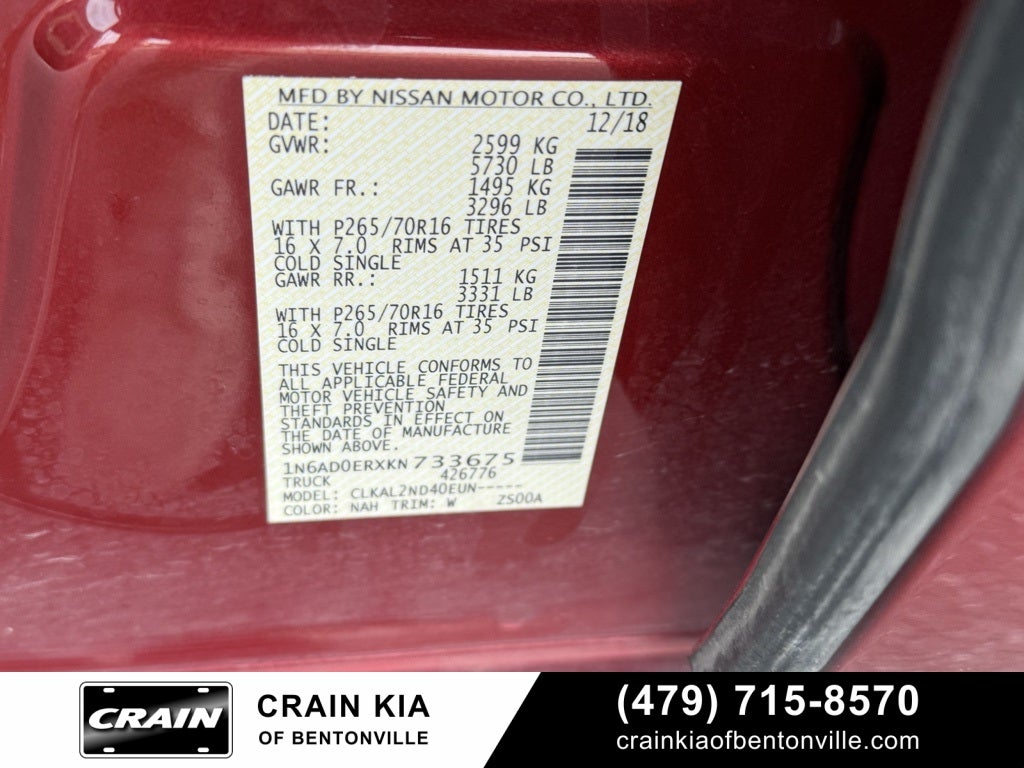 MFD BY NISSAN MOTOR CO., LTD.
DATE: 12/18
GVWR: 2599 KG
5730 LB
GAWR FR.: 1495 KG
3296 LB
WITH P265/70R16 TIRES
16 X 7.0 RIMS AT 35 PSI
COLD SINGLE
GAWR RR.: 1511 KG
3331 LB
WITH P265/70R16 TIRES
16 X 7.0 RIMS AT 35 PSI
COLD SINGLE
THIS VEHICLE CONFORMS TO
ALL APPLICABLE FEDERAL
MOTOR VEHICLE SAFETY AND
THEFT PREVENTION
STANDARDS IN EFFECT ON
THE DATE OF MANUFACTURE
SHOWN ABOVE.
1N6AD0ERXKN733675
TRUCK 426776
MODEL: CLKAL2ND40EUN-----
COLOR: NAH TRIM: W ZS00A
CRAIN
CRAIN KIA
OF BENTONVILLE
(479) 715-8570
crainkiaofbentonville.com